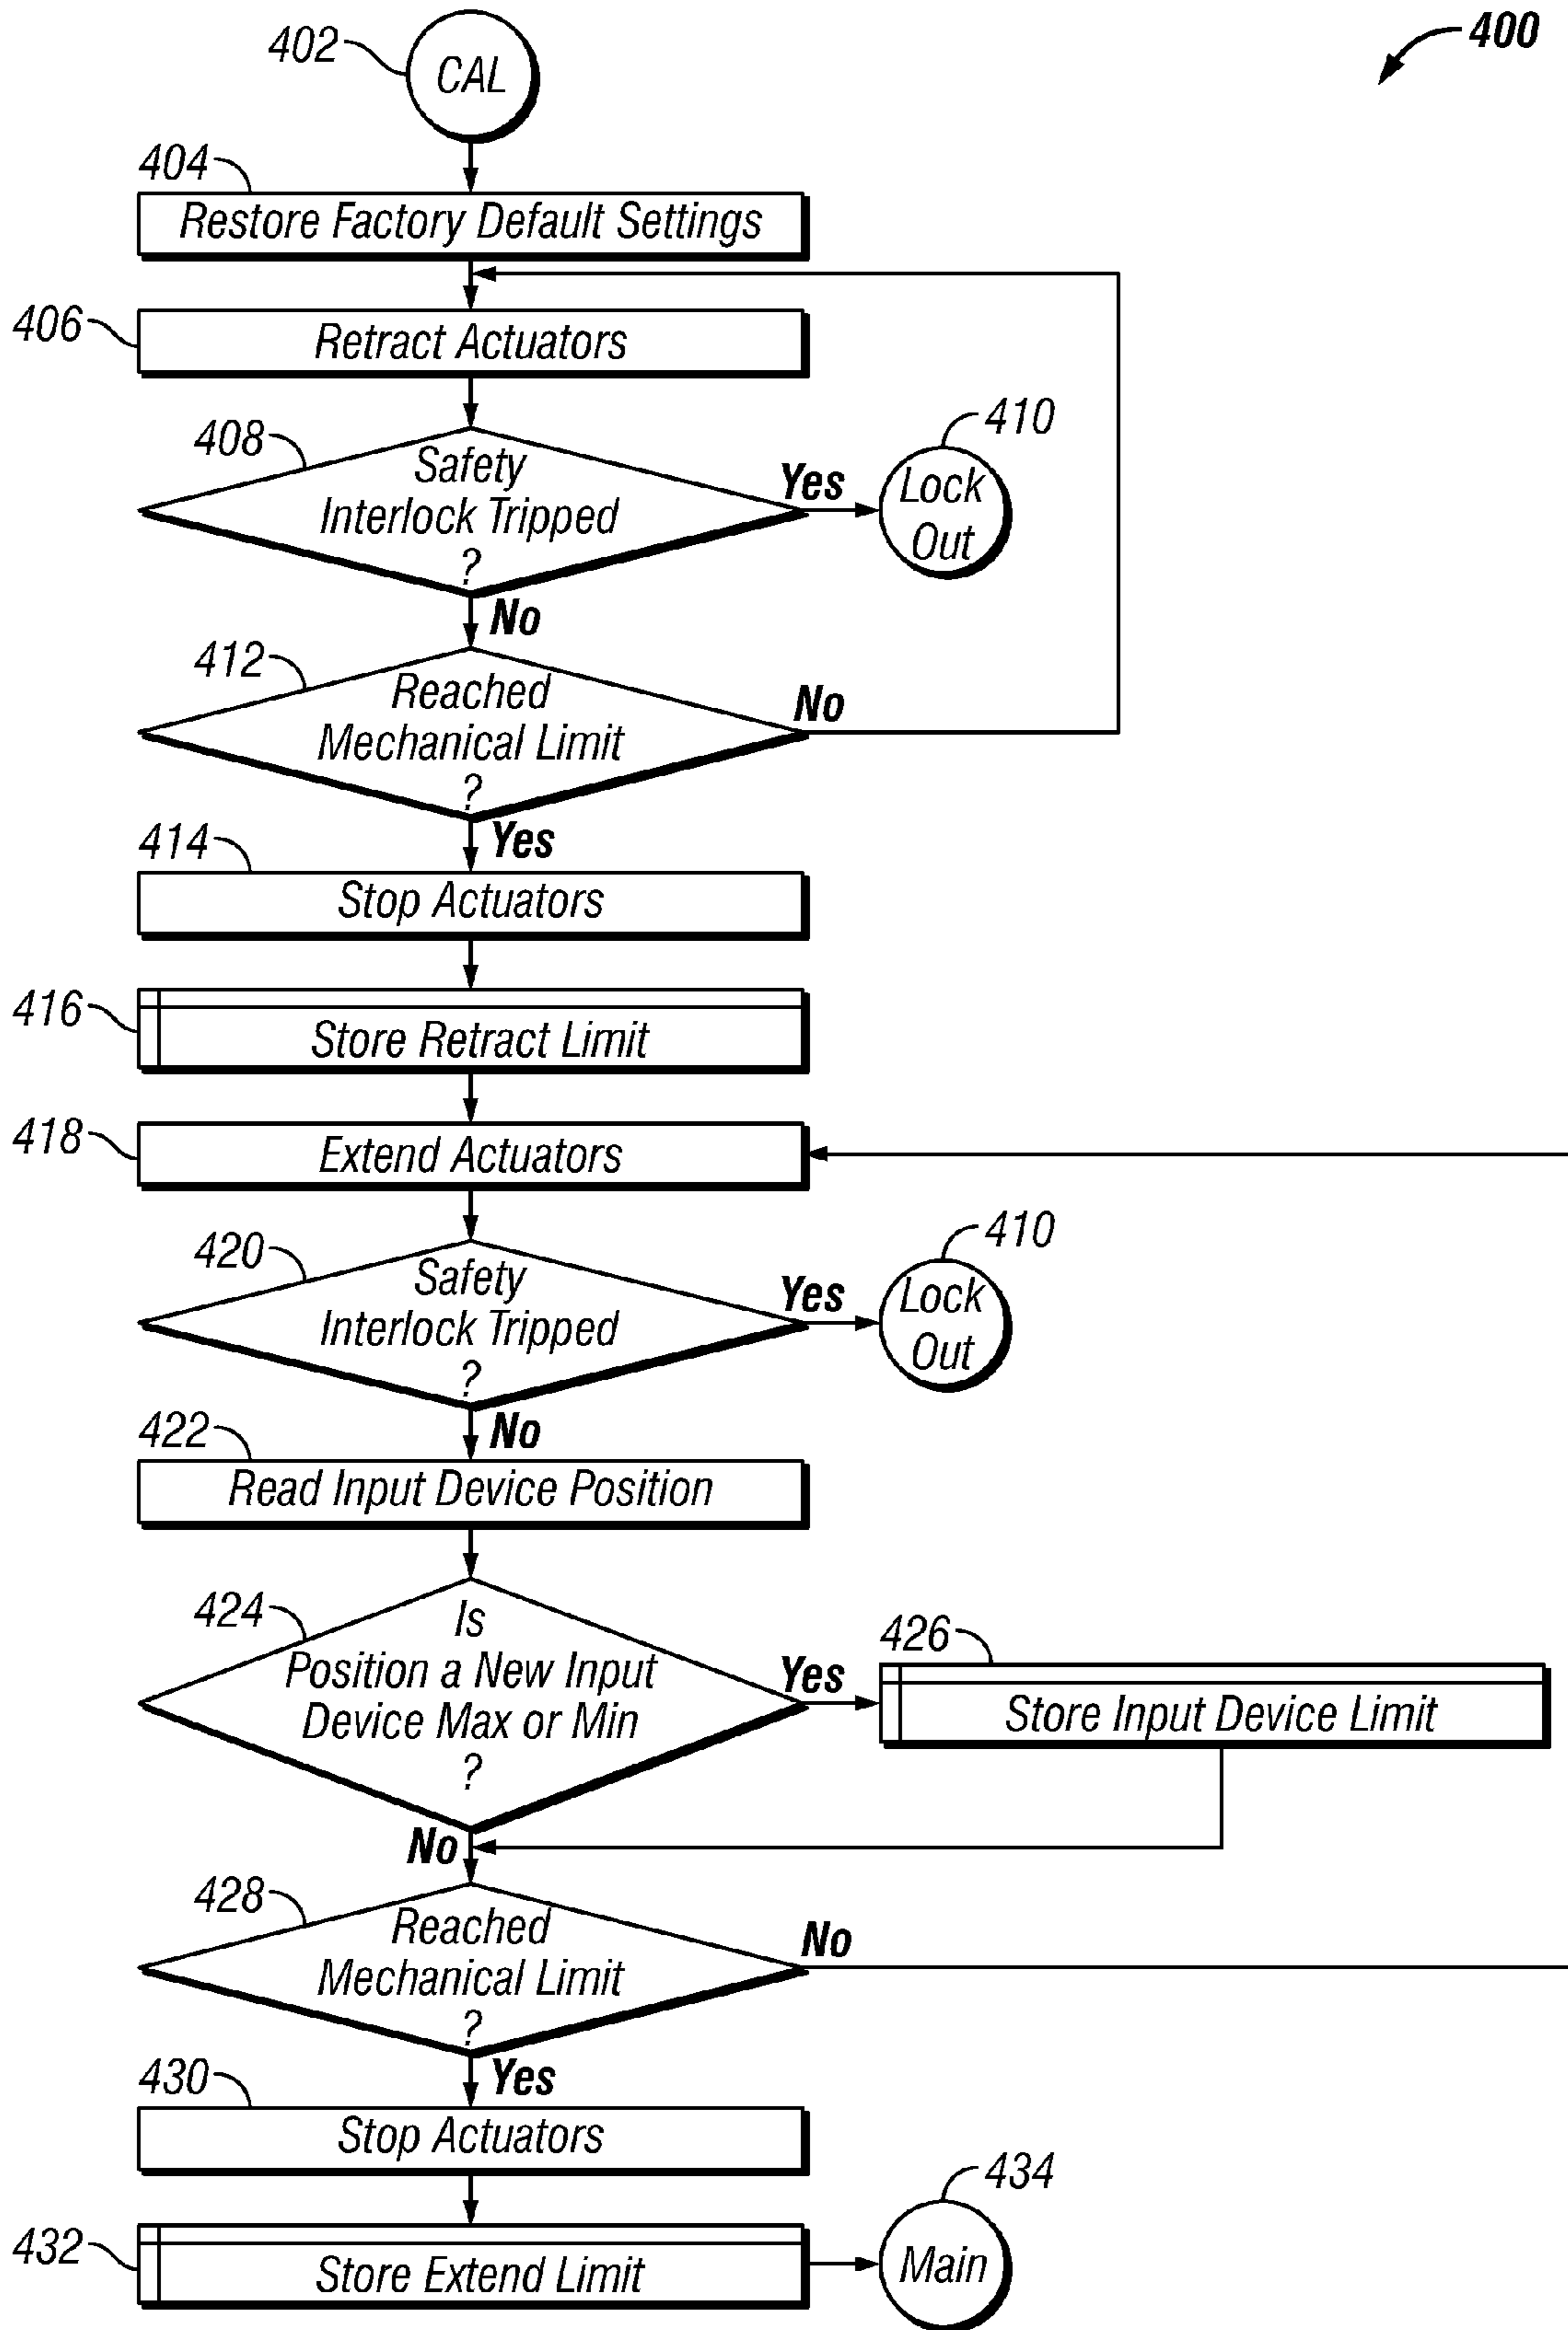 400
402
CAL
404
Restore Factory Default Settings
406
Retract Actuators
408
Safety
Interlock Tripped
?
Yes
410
Lock
Out
No
412
Reached
Mechanical Limit
?
No
Yes
414
Stop Actuators
416
Store Retract Limit
418
Extend Actuators
420
Safety
Interlock Tripped
?
Yes
410
Lock
Out
No
422
Read Input Device Position
424
Is
Position a New Input
Device Max or Min
?
Yes
426
Store Input Device Limit
No
428
Reached
Mechanical Limit
?
No
Yes
430
Stop Actuators
432
Store Extend Limit
434
Main